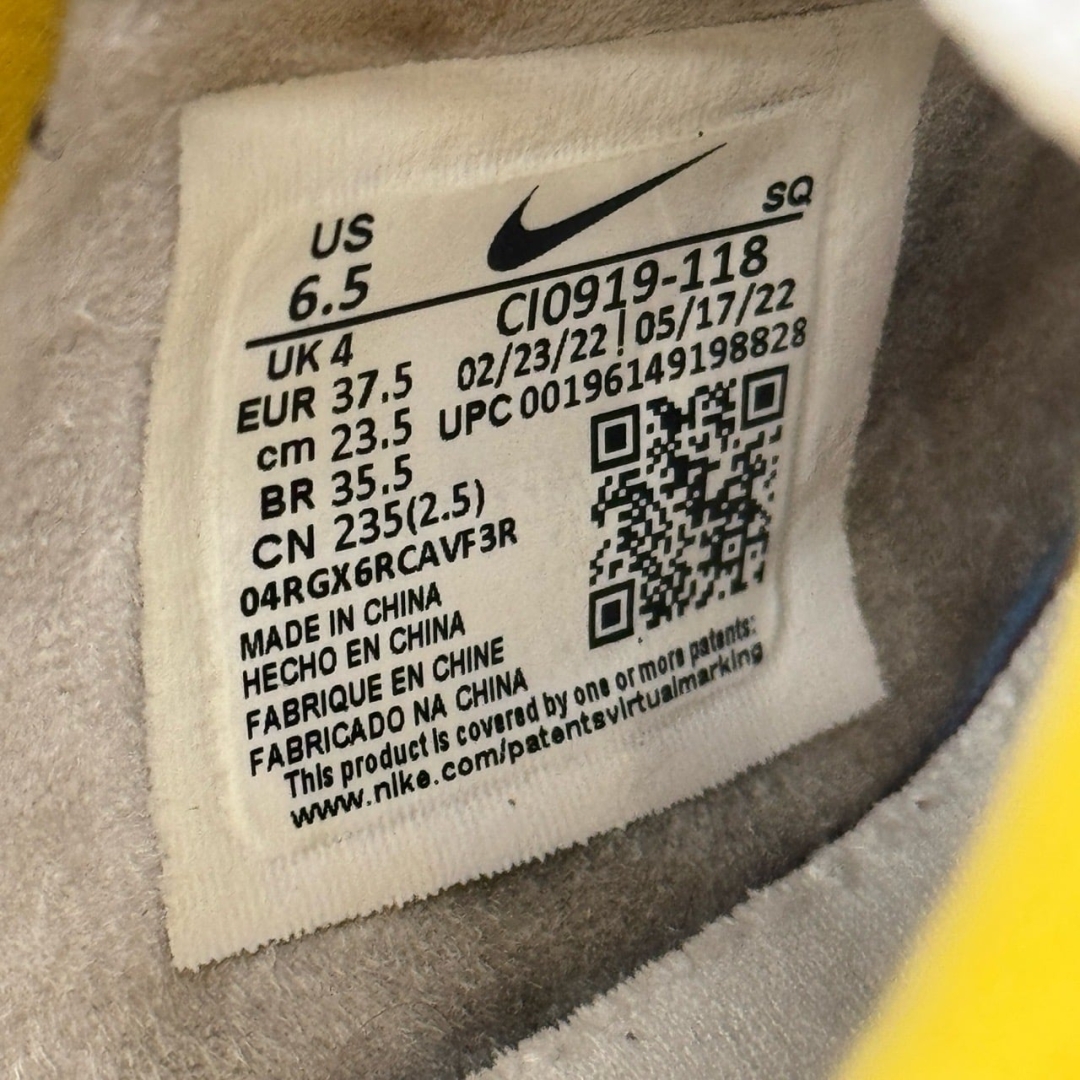 US
6.5
SQ
UK 4
CI0919-118
EUR 37.5
02/23/22 ! 05/17/22
cm 23.5
UPC 00196149198828
BR 35.5
CN 235(2.5)
04RGX6RCAVF3R
MADE IN CHINA
HECHO EN CHINA
FABRIQUE EN CHINE
FABRICADO NA CHINA
This product is covered by one or more patents:
www.nike.com/patentsvirtualmarking